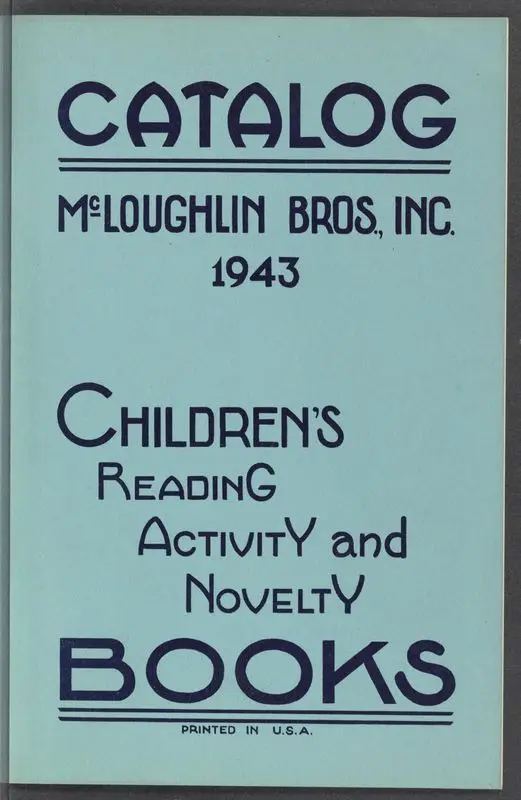 CATALOG
McLOUGHLIN BROS., INC.
1943
CHILDREN'S
READING
ACTIVITY and
NOVELTY
BOOKS
PRINTED IN U.S.A.